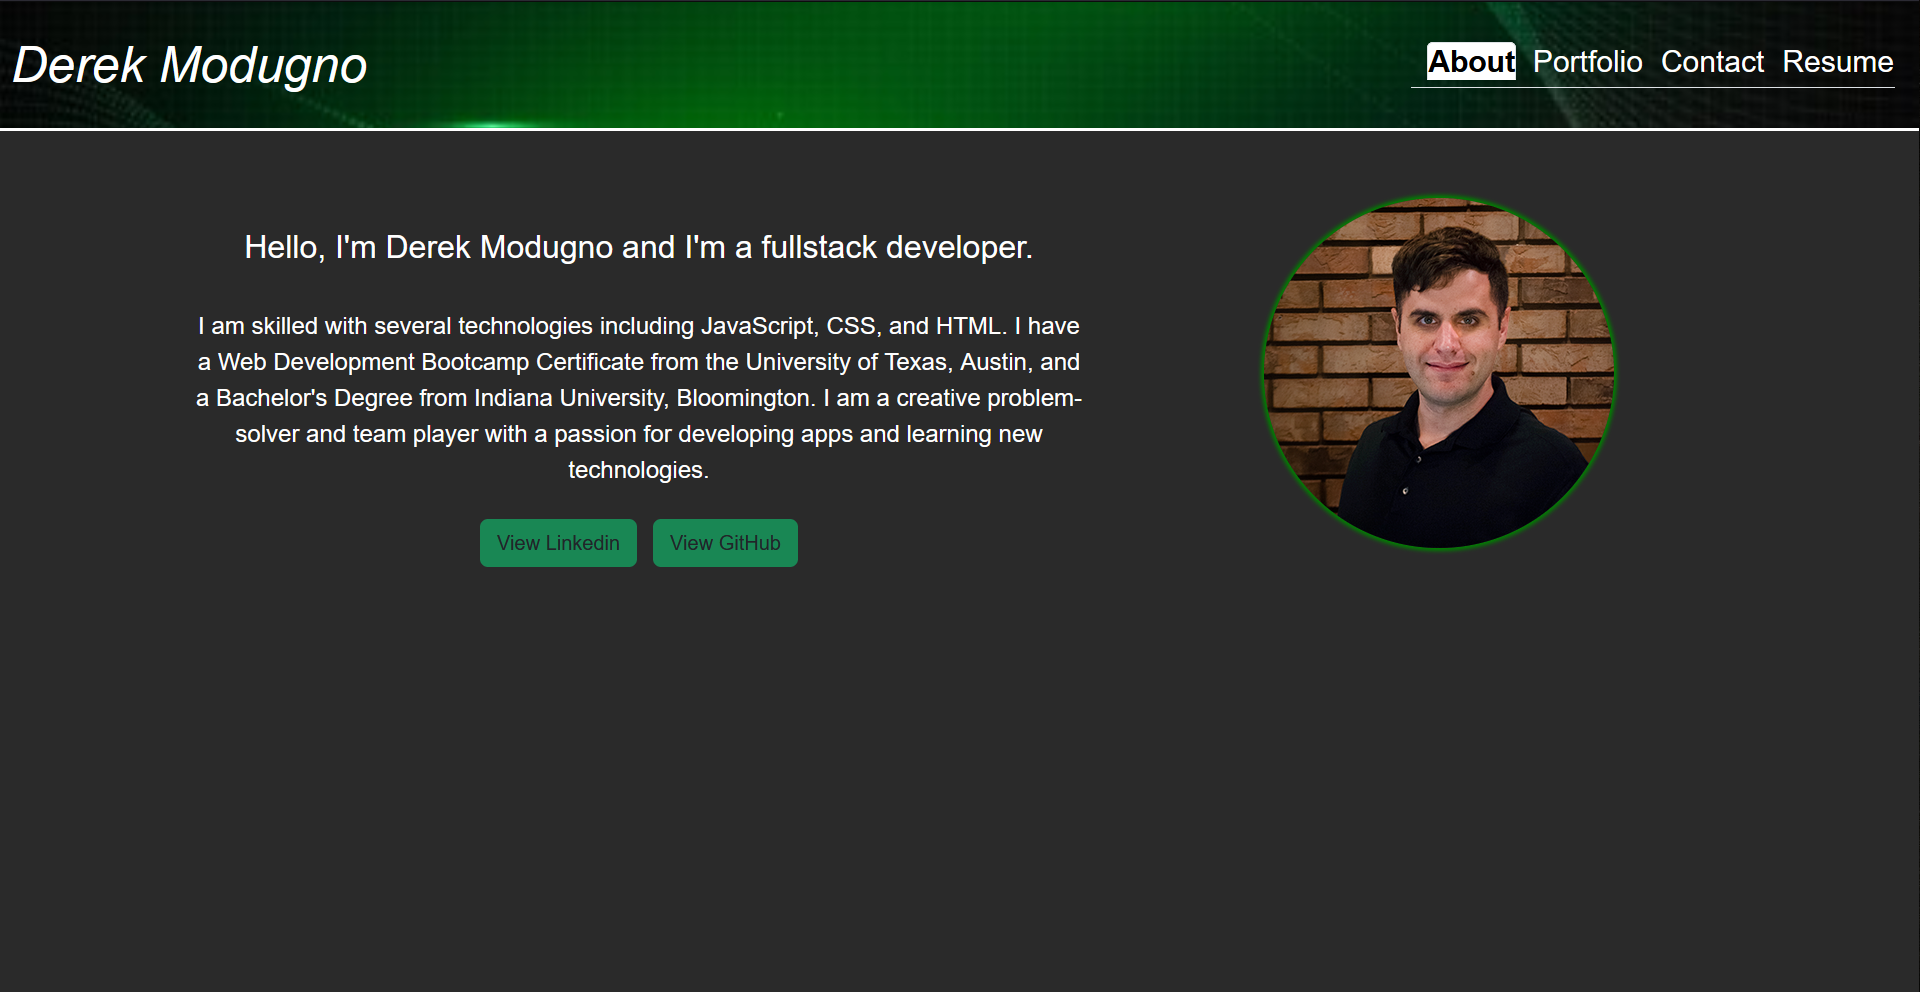 Derek Modugno
About Portfolio Contact Resume
Hello, I'm Derek Modugno and I'm a fullstack developer.
I am skilled with several technologies including JavaScript, CSS, and HTML. I have
a Web Development Bootcamp Certificate from the University of Texas, Austin, and
a Bachelor's Degree from Indiana University, Bloomington. I am a creative problem-
solver and team player with a passion for developing apps and learning new
technologies.
View Linkedin View GitHub